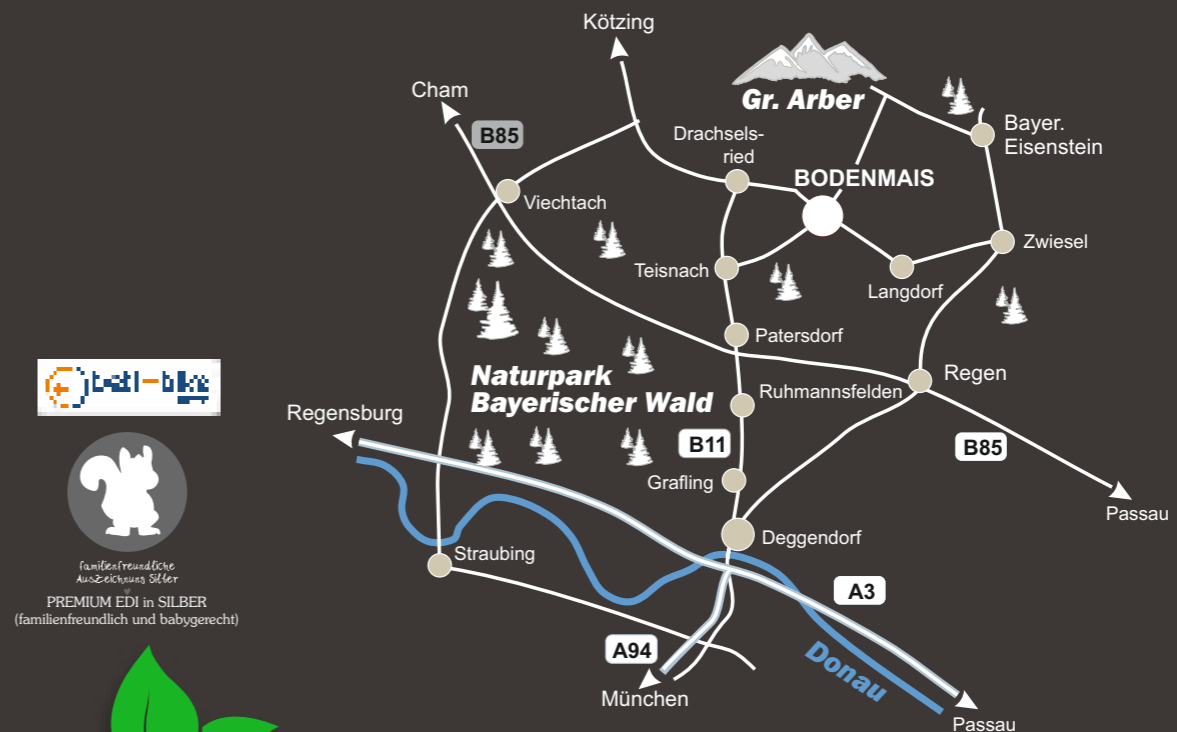 Kötzing
Cham
B85
Gr. Arber
Drachsels-
ried
Bayer.
Eisenstein
BODENMAIS
Viechtach
Zwiesel
Teisnach
Langdorf
Patersdorf
Naturpark
Bayerischer Wald
Regen
Ruhmannsfelden
Regensburg
B11
B85
Grafling
Passau
Deggendorf
Straubing
A3
A94
Donau
München
Passau
familienfreundliche
Auszeichnung Silber
PREMIUM EDI in SILBER
(familienfreundlich und babygerecht)